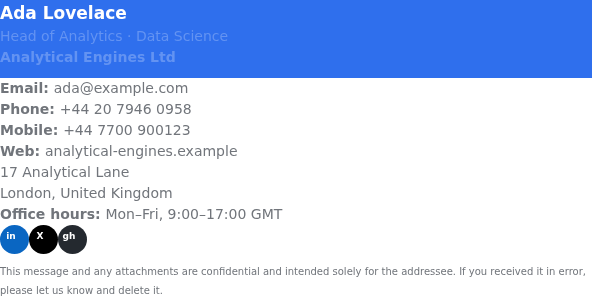 Ada Lovelace
Head of Analytics · Data Science
Analytical Engines Ltd
Email: ada@example.com
Phone: +44 20 7946 0958
Mobile: +44 7700 900123
Web: analytical-engines.example
17 Analytical Lane
London, United Kingdom
Office hours: Mon–Fri, 9:00–17:00 GMT
in X gh
This message and any attachments are confidential and intended solely for the addressee. If you received it in error,
please let us know and delete it.